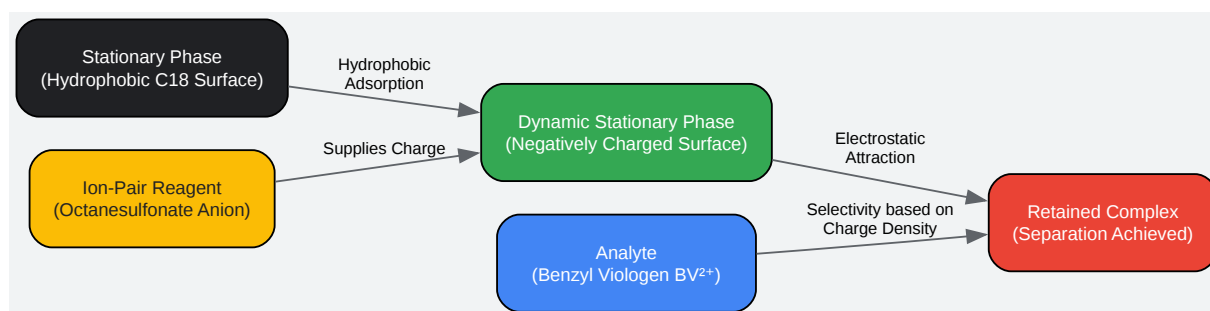 Stationary Phase
(Hydrophobic C18 Surface)
Hydrophobic
Adsorption
Ion-Pair Reagent
(Octanesulfonate Anion)
Supplies Charge
Dynamic Stationary Phase
(Negatively Charged Surface)
Electrostatic
Attraction
Analyte
(Benzyl Viologen BV²⁺)
Selectivity based on
Charge Density
Retained Complex
(Separation Achieved)